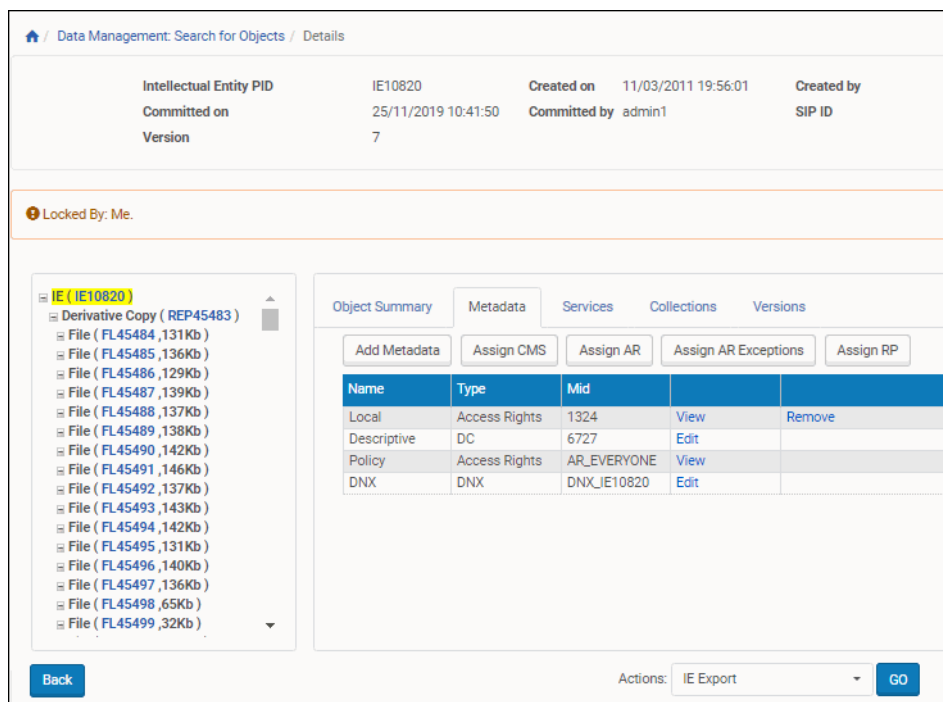 / Data Management: Search for Objects / Details
Intellectual Entity PID IE10820 Created on 11/03/2011 19:56:01 Created by
Committed on 25/11/2019 10:41:50 Committed by admin1 SIP ID
Version 7
Locked By: Me.
IE ( IE10820 )
Derivative Copy ( REP45483 )
File ( FL45484 ,131Kb )
File ( FL45485 ,136Kb )
File ( FL45486 ,129Kb )
File ( FL45487 ,139Kb )
File ( FL45488 ,137Kb )
File ( FL45489 ,138Kb )
File ( FL45490 ,142Kb )
File ( FL45491 ,146Kb )
File ( FL45492 ,137Kb )
File ( FL45493 ,143Kb )
File ( FL45494 ,142Kb )
File ( FL45495 ,131Kb )
File ( FL45496 ,140Kb )
File ( FL45497 ,136Kb )
File ( FL45498 ,65Kb )
File ( FL45499 ,32Kb )
Object Summary Metadata Services Collections Versions
Add Metadata Assign CMS Assign AR Assign AR Exceptions Assign RP
Name Type Mid
Local Access Rights 1324 View Remove
Descriptive DC 6727 Edit
Policy Access Rights AR_EVERYONE View
DNX DNX DNX_IE10820 Edit
Back Actions: IE Export GO